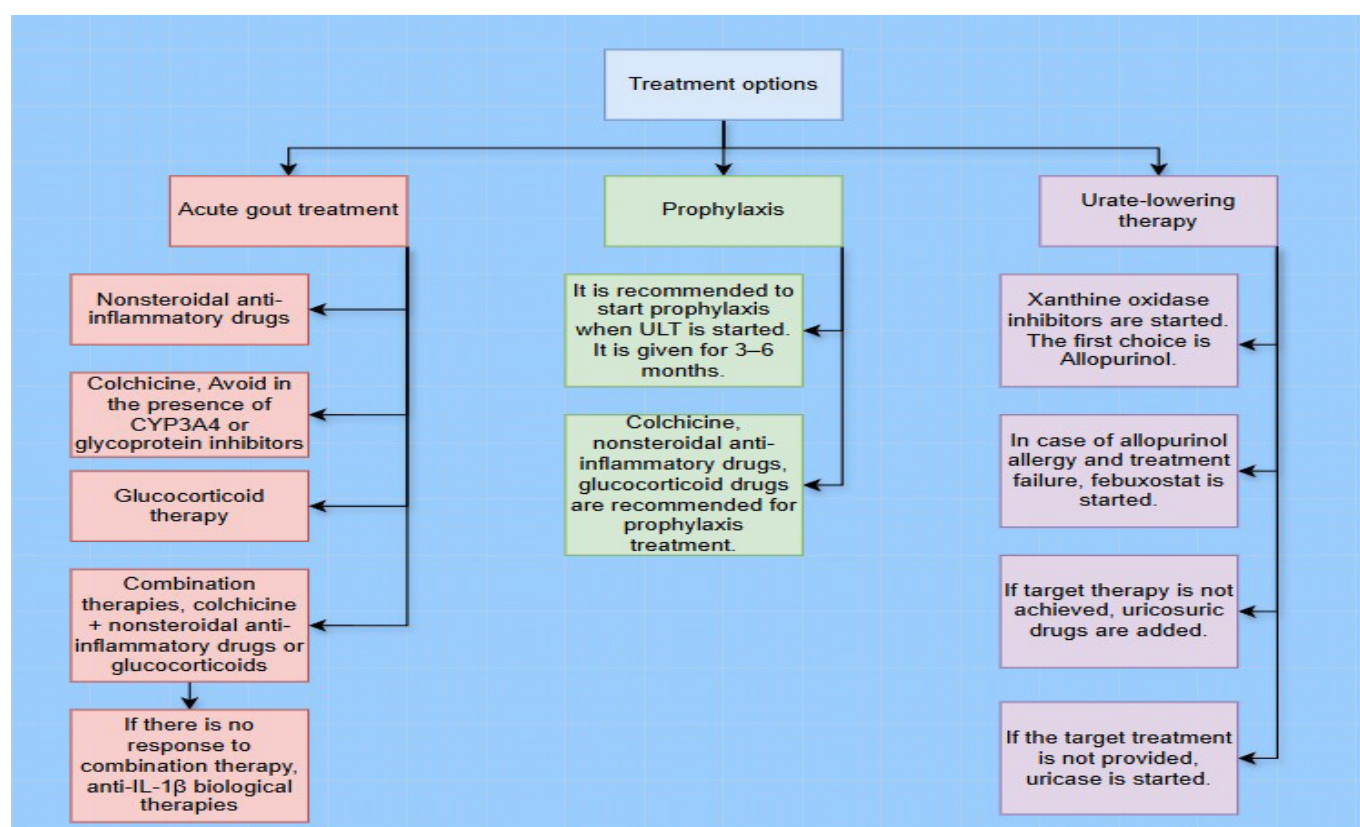 Treatment options
Acute gout treatment
Nonsteroidal anti-
inflammatory drugs
Colchicine, Avoid in
the presence of
CYP3A4 or
glycoprotein inhibitors
Glucocorticoid
therapy
Combination
therapies, colchicine
+ nonsteroidal anti-
inflammatory drugs or
glucocorticoids
If there is no
response to
combination therapy,
anti-IL-1β biological
therapies
Prophylaxis
It is recommended to
start prophylaxis
when ULT is started.
It is given for 3–6
months.
Colchicine,
nonsteroidal anti-
inflammatory drugs,
glucocorticoid drugs
are recommended for
prophylaxis
treatment.
Urate-lowering
therapy
Xanthine oxidase
inhibitors are started.
The first choice is
Allopurinol.
In case of allopurinol
allergy and treatment
failure, febuxostat is
started.
If target therapy is not
achieved, uricosuric
drugs are added.
If the target treatment
is not provided,
uricase is started.